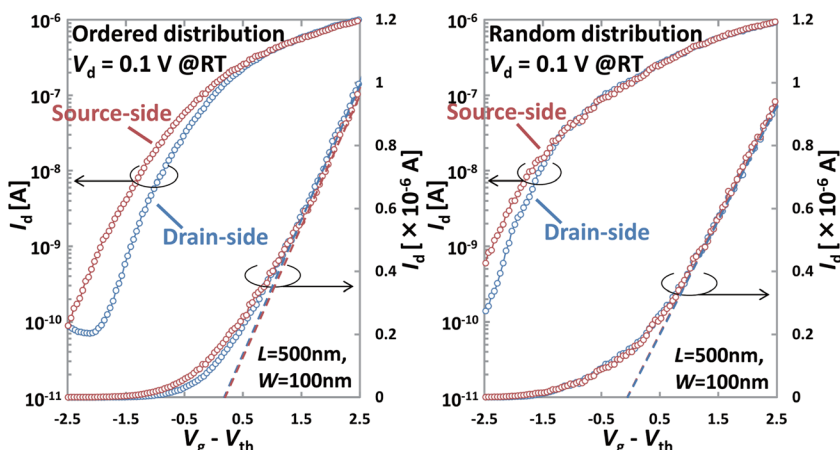 Ordered distribution
V_d = 0.1 V @RT
Source-side
Drain-side
L=500nm,
W=100nm
10^-6
10^-7
10^-8
10^-9
10^-10
10^-11
I_d [A]
1.2
1
0.8
0.6
0.4
0.2
0
I_d [ × 10^-6 A]
-2.5 -1.5 -0.5 0.5 1.5 2.5
V_g - V_th
Random distribution
V_d = 0.1 V @RT
Source-side
Drain-side
L=500nm,
W=100nm
10^-6
10^-7
10^-8
10^-9
10^-10
10^-11
I_d [A]
1.2
1
0.8
0.6
0.4
0.2
0
I_d [ × 10^-6 A]
-2.5 -1.5 -0.5 0.5 1.5 2.5
V_g - V_th